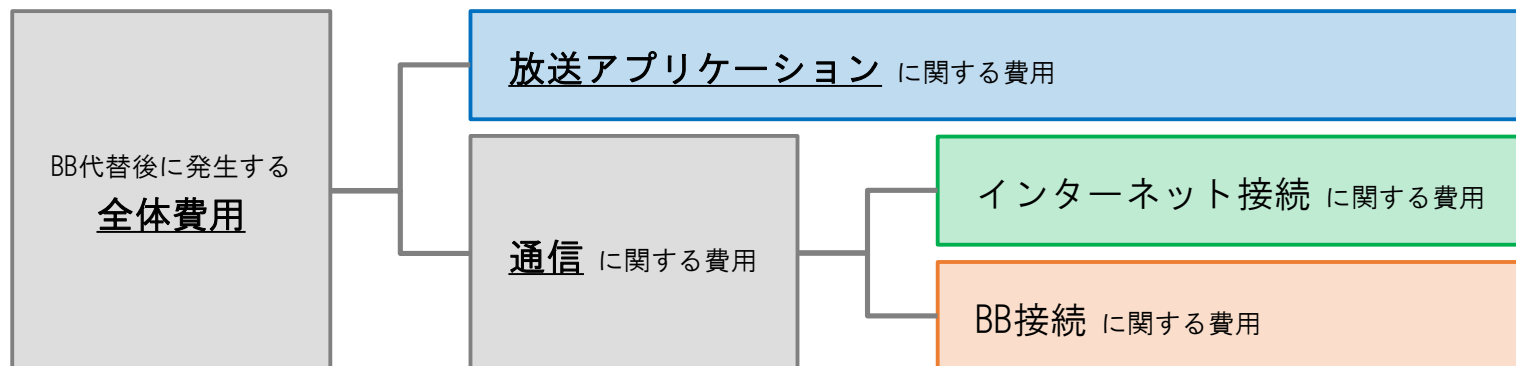 BB代替後に発生する
全体費用
放送アプリケーション に関する費用
通信 に関する費用
インターネット接続 に関する費用
BB接続 に関する費用